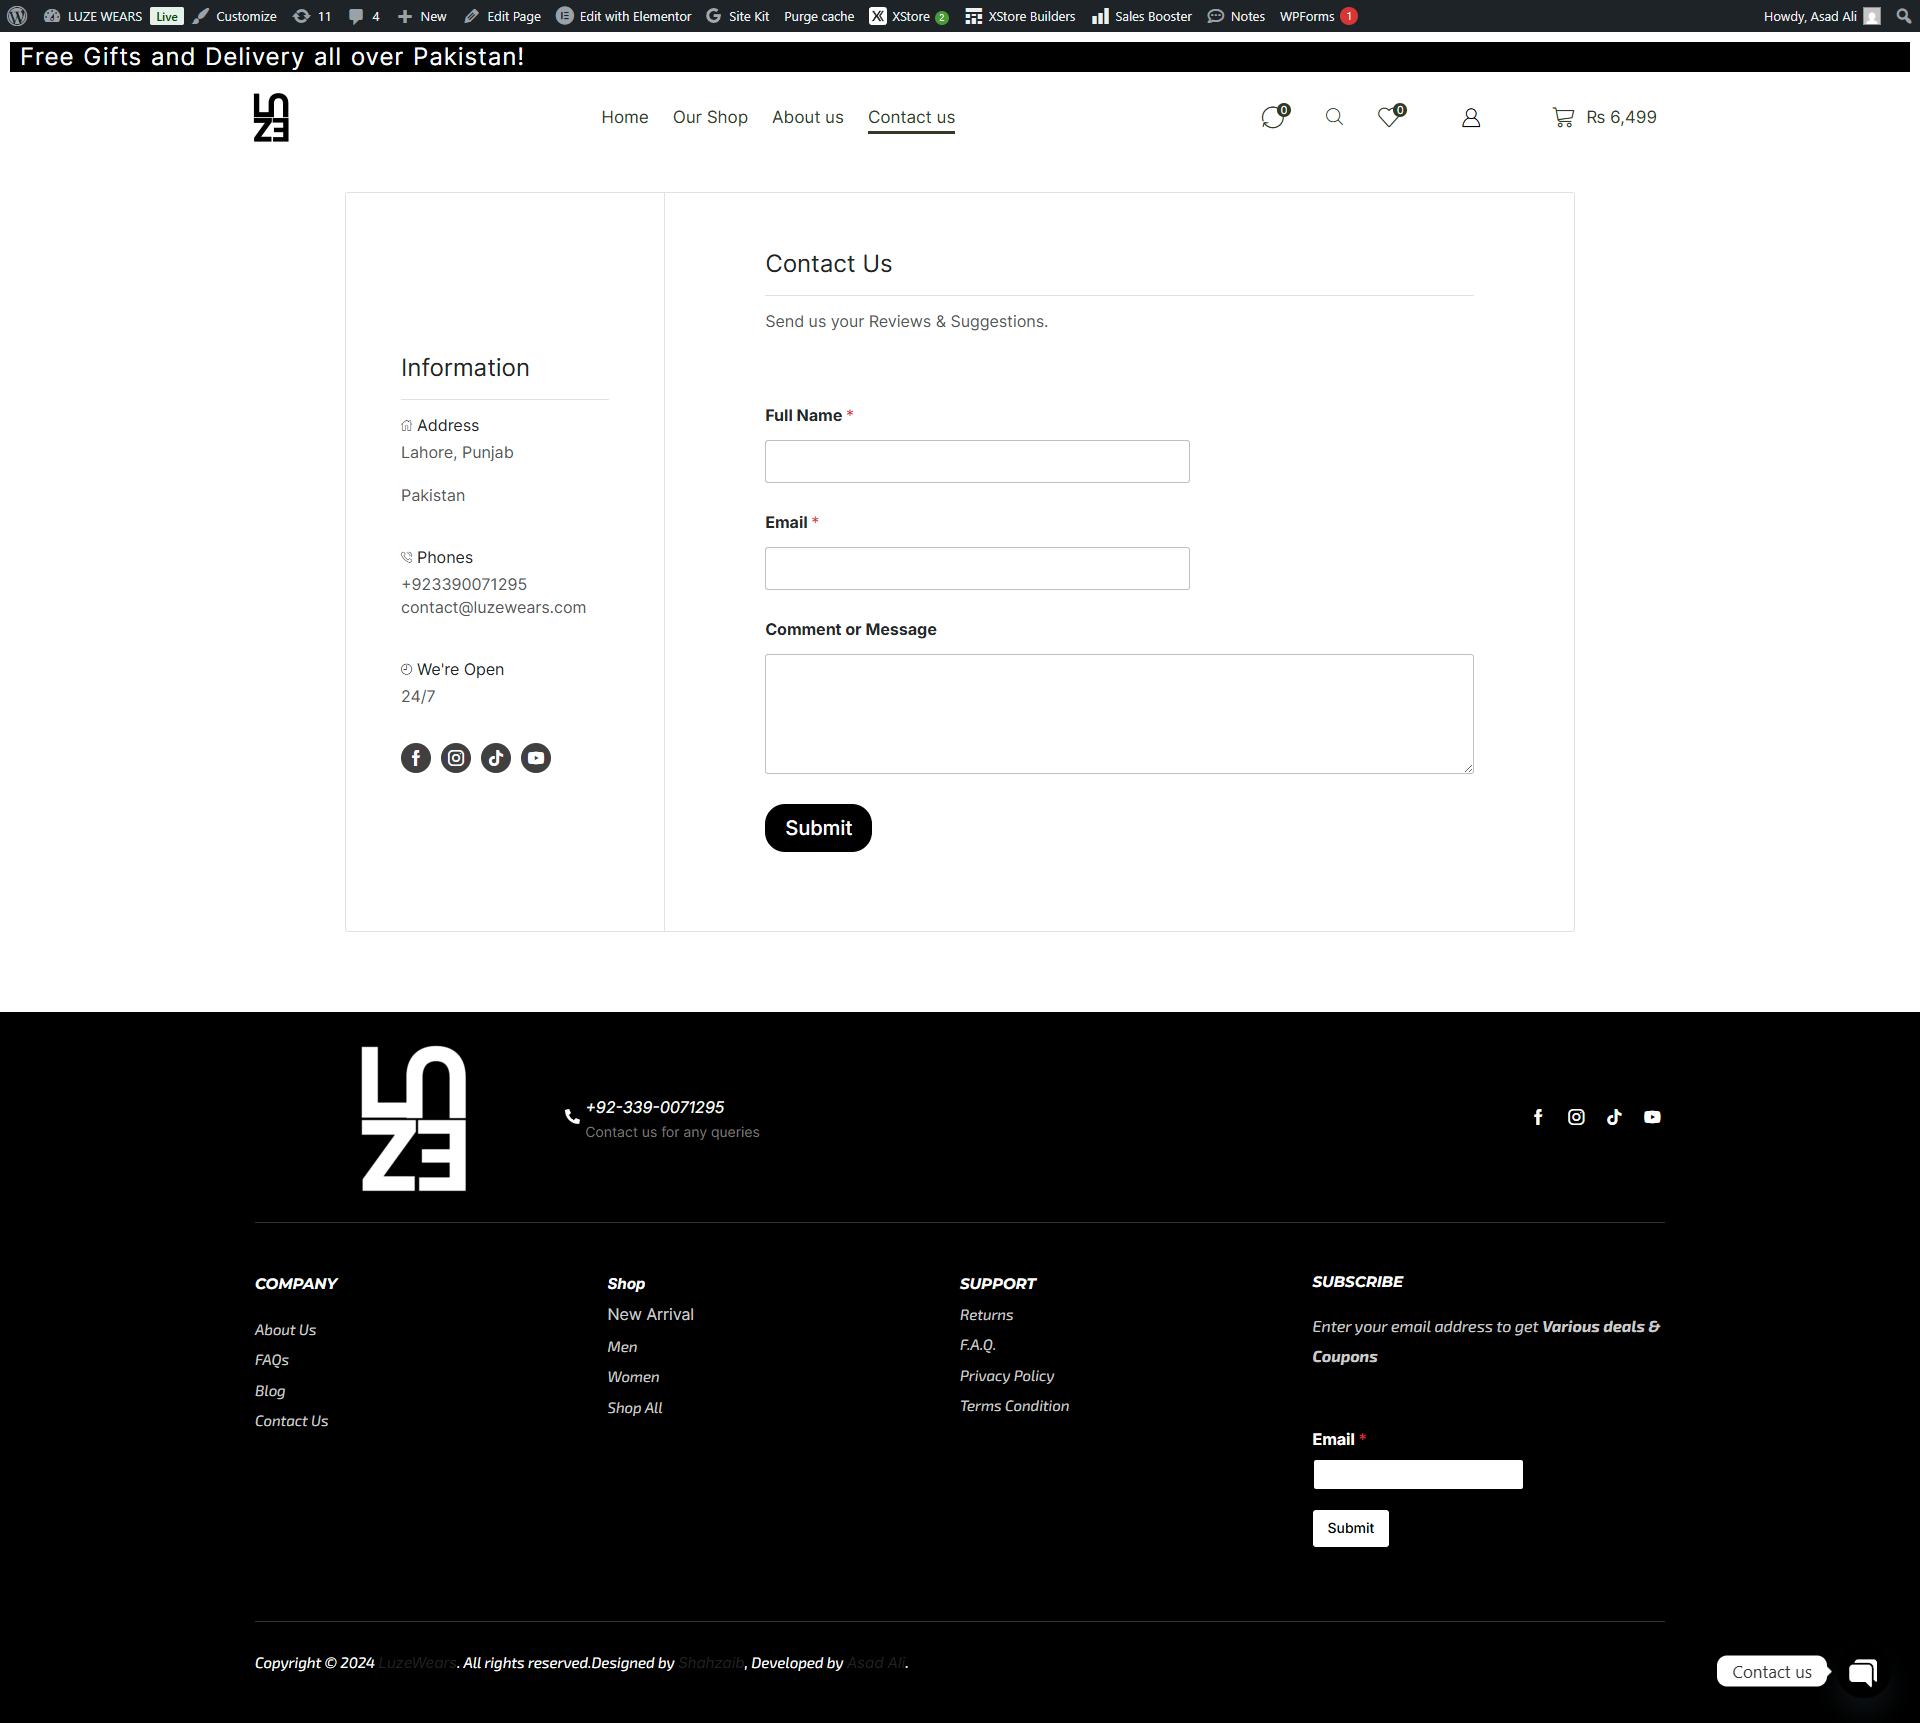 LUZE WEARS Live Customize 11 4 New Edit Page Edit with Elementor Site Kit Purge cache XStore 2 XStore Builders Sales Booster Notes WPForms 1 Howdy, Asad Ali
Free Gifts and Delivery all over Pakistan!
LUZE
Home Our Shop About us Contact us 0 0 ₨ 6,499
Contact Us
Send us your Reviews & Suggestions.
Information
Address
Lahore, Punjab
Pakistan
Phones
+923390071295
contact@luzewears.com
We're Open
24/7
Full Name *
Email *
Comment or Message
Submit
LUZE
+92-339-0071295
Contact us for any queries
COMPANY
About Us
FAQs
Blog
Contact Us
Shop
New Arrival
Men
Women
Shop All
SUPPORT
Returns
F.A.Q.
Privacy Policy
Terms Condition
SUBSCRIBE
Enter your email address to get Various deals &
Coupons
Email *
Submit
Copyright © 2024 LuzeWears. All rights reserved.Designed by Shahzaib, Developed by Asad Ali.
Contact us